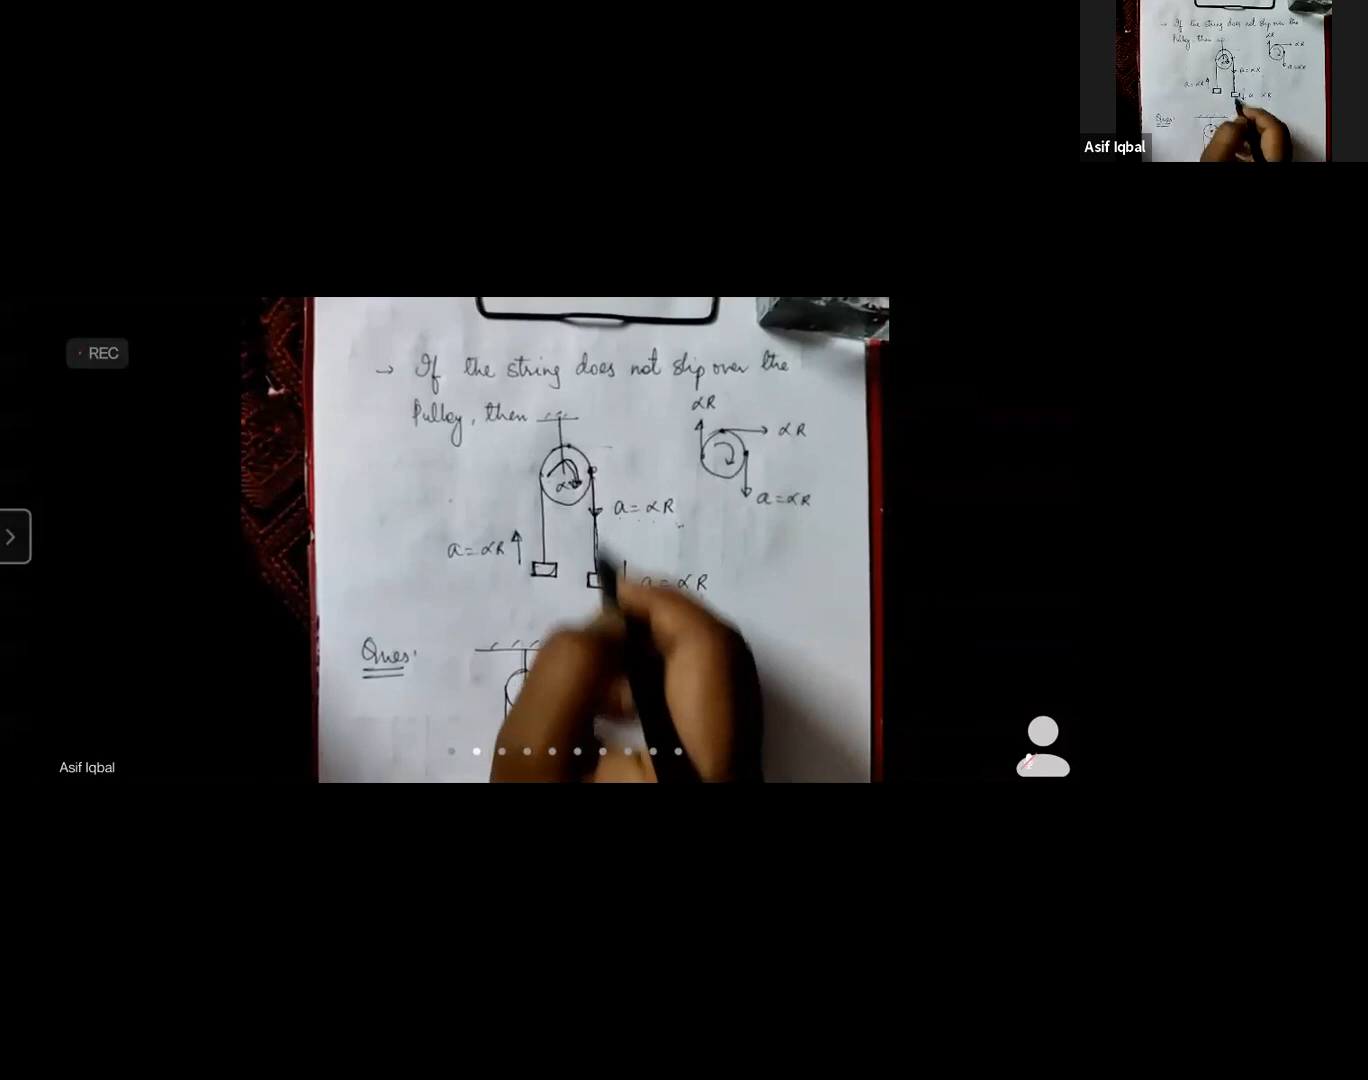 Asif Iqbal
REC
→ If the string does not slip over the
Pulley, then
αR
αR
α
a = αR
a = αR
a = αR
a = αR
Ques:
Asif Iqbal